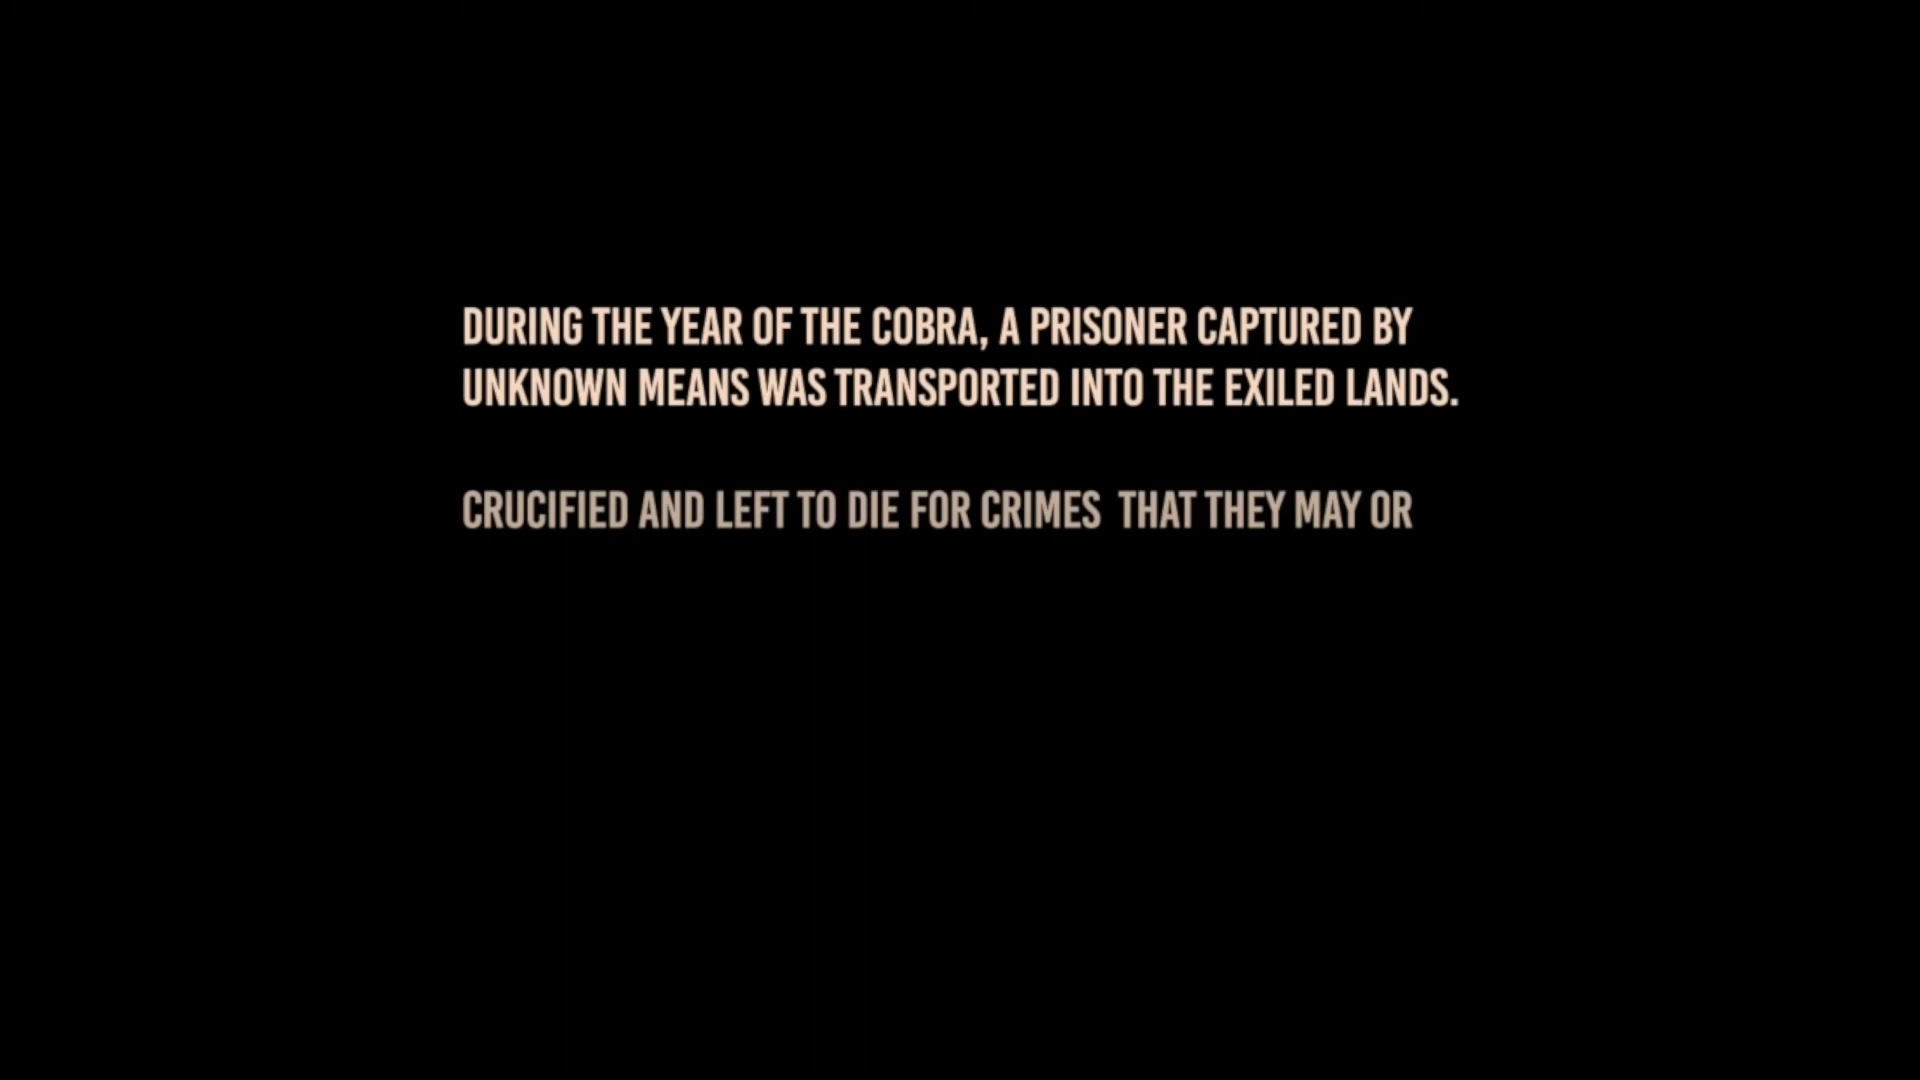 DURING THE YEAR OF THE COBRA, A PRISONER CAPTURED BY
UNKNOWN MEANS WAS TRANSPORTED INTO THE EXILED LANDS.
CRUCIFIED AND LEFT TO DIE FOR CRIMES  THAT THEY MAY OR